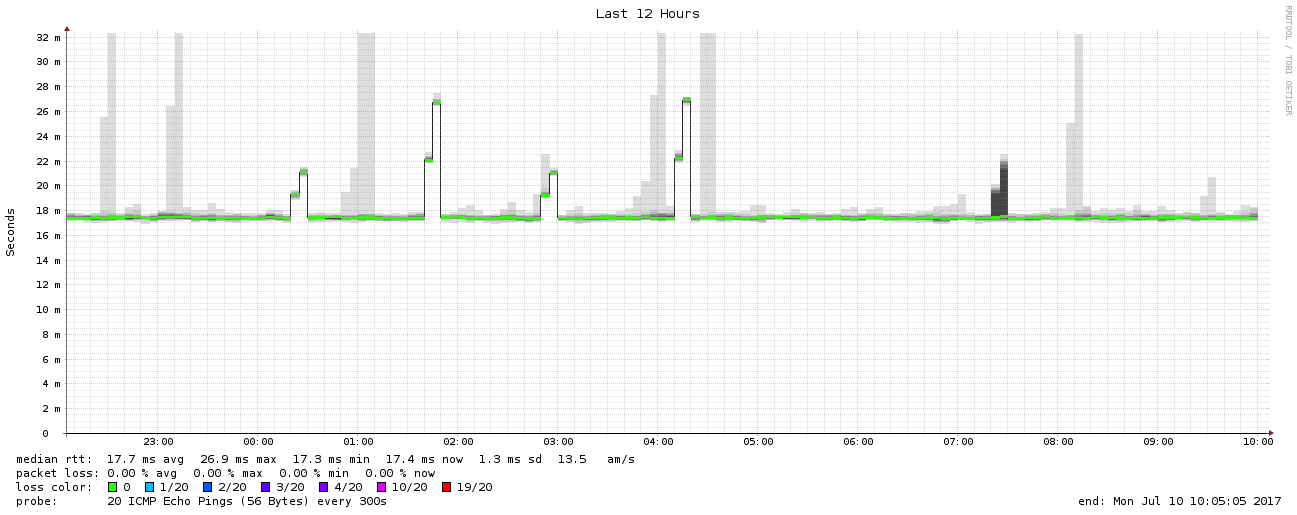 Last 12 Hours
RRDTOOL / TOBI OETIKER
Seconds
32 m
30 m
28 m
26 m
24 m
22 m
20 m
18 m
16 m
14 m
12 m
10 m
8 m
6 m
4 m
2 m
0
23:00 00:00 01:00 02:00 03:00 04:00 05:00 06:00 07:00 08:00 09:00 10:00
median rtt: 17.7 ms avg 26.9 ms max 17.3 ms min 17.4 ms now 1.3 ms sd 13.5 am/s
packet loss: 0.00 % avg 0.00 % max 0.00 % min 0.00 % now
loss color: 0 1/20 2/20 3/20 4/20 10/20 19/20
probe: 20 ICMP Echo Pings (56 Bytes) every 300s end: Mon Jul 10 10:05:05 2017